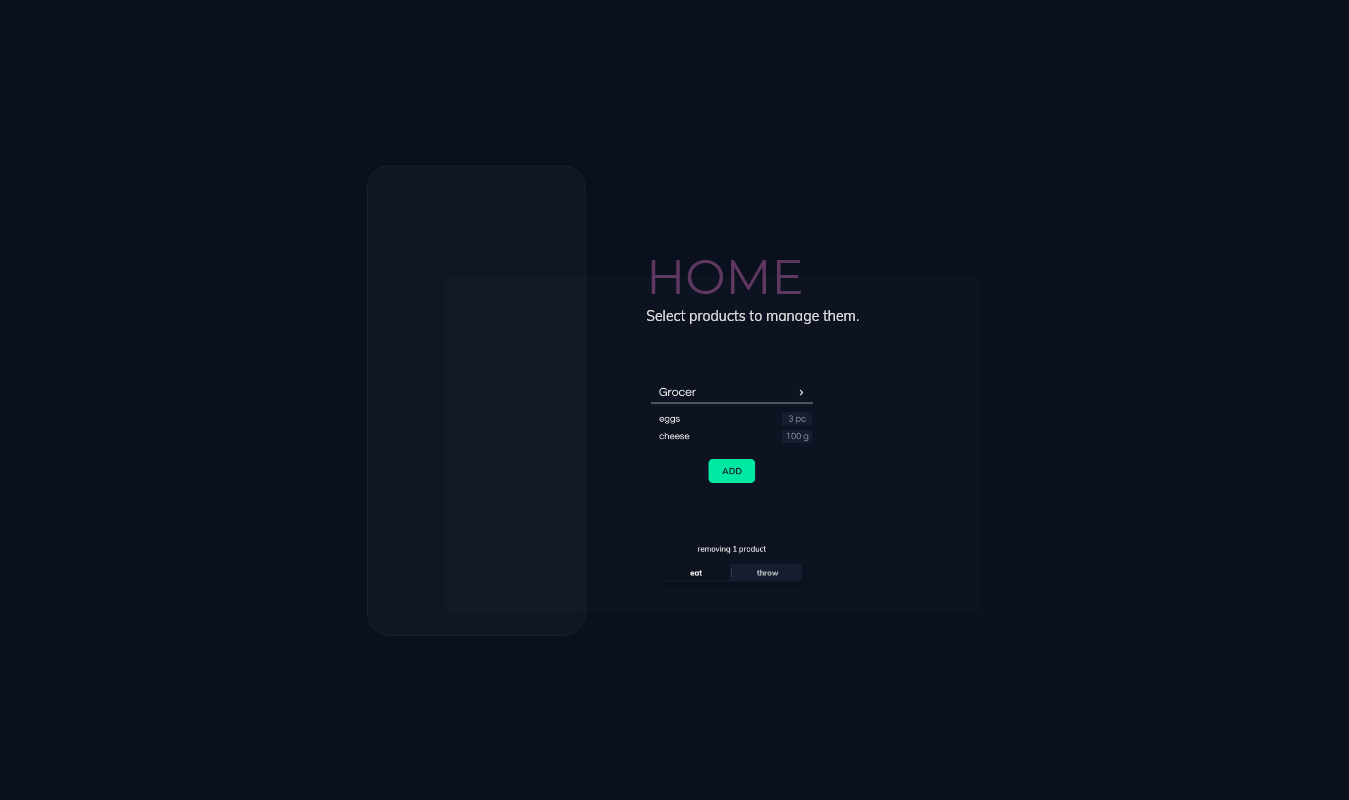 HOME
Select products to manage them.
Grocer
eggs 3 pc
cheese 100 g
ADD
removing 1 product
eat throw